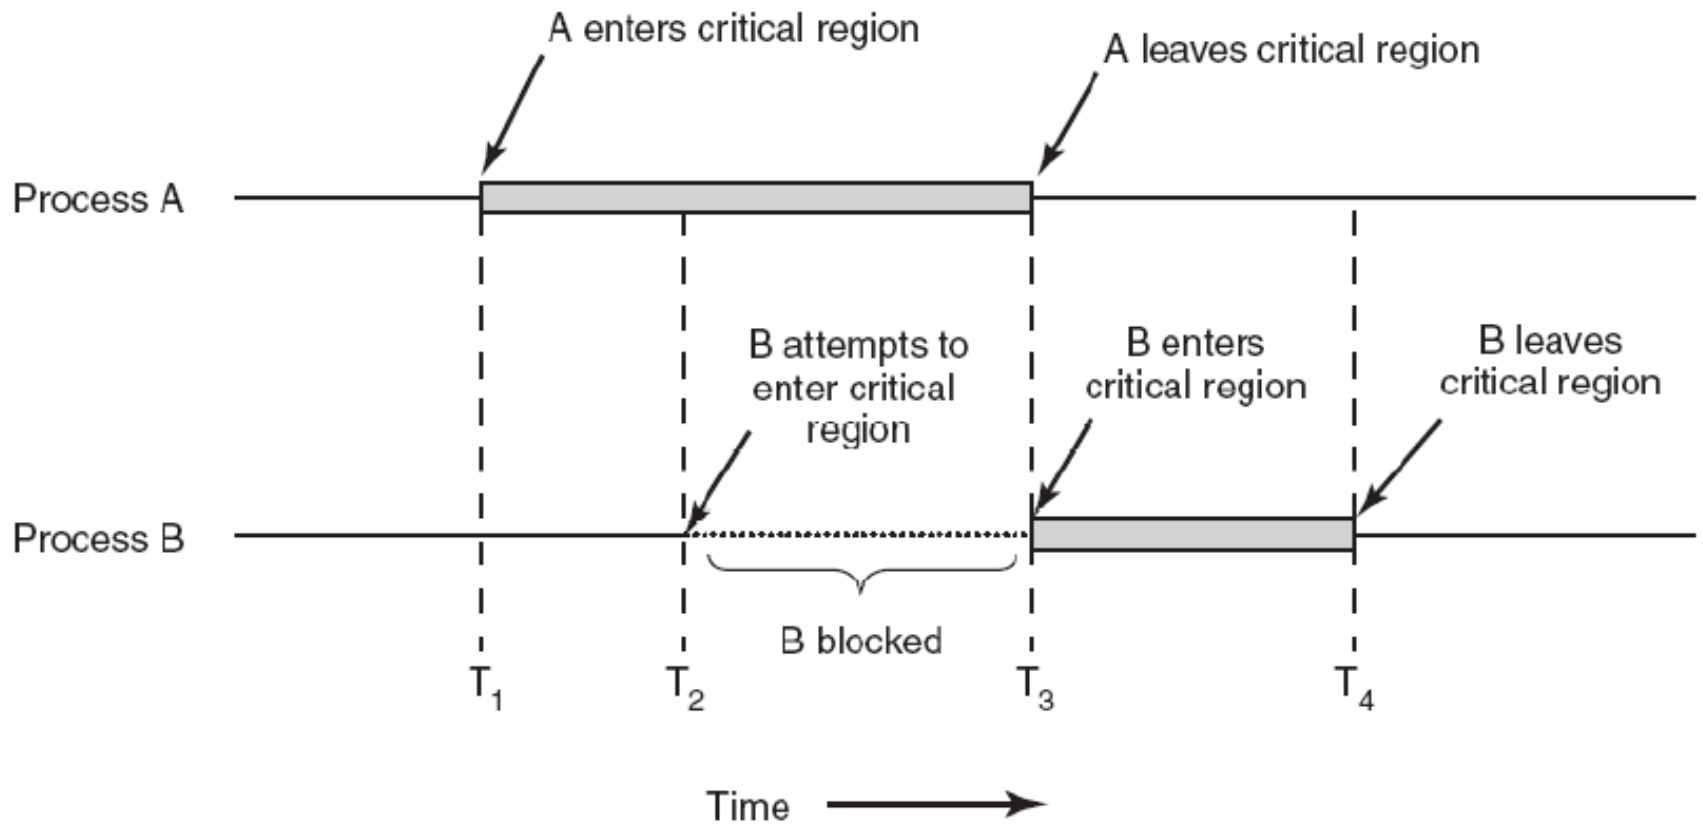 A enters critical region
A leaves critical region
Process A
B attempts to
enter critical
region
B enters
critical region
B leaves
critical region
Process B
B blocked
T1
T2
T3
T4
Time